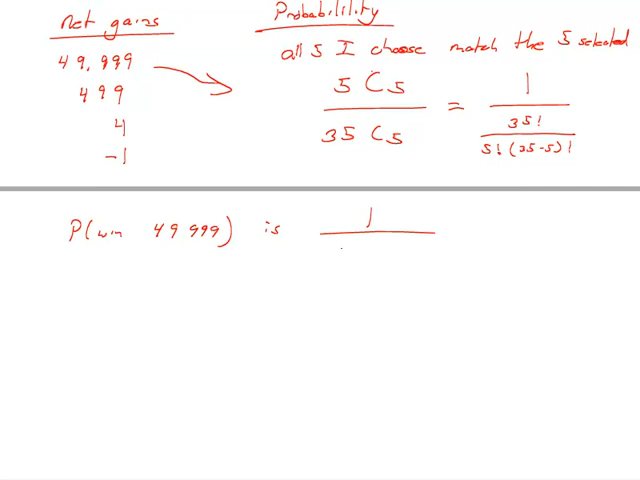 Net gains
49,999
499
4
-1
Probabilility
all 5 I choose match the 5 selected
5 C 5
35 C 5
=
1
35!
5! (35-5)!
P(win 49 999) is
1